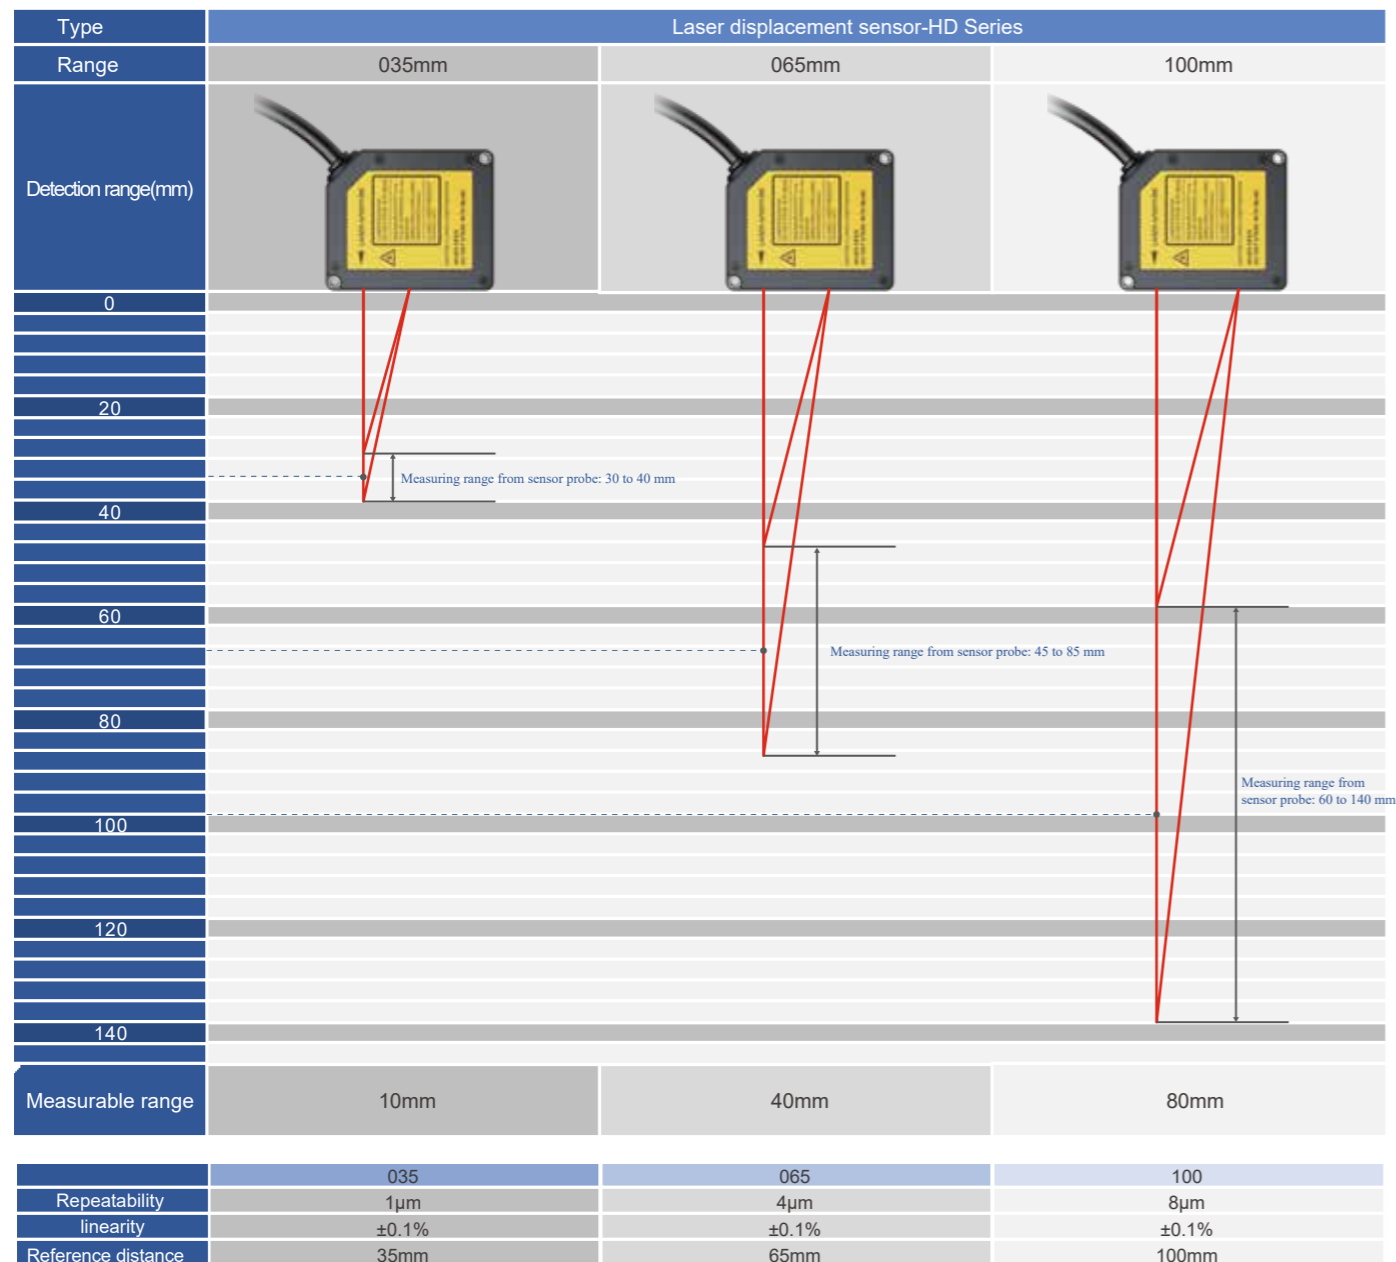 Type Laser displacement sensor-HD Series
Range 035mm 065mm 100mm
Detection range(mm)
0
20
Measuring range from sensor probe: 30 to 40 mm
40
60
Measuring range from sensor probe: 45 to 85 mm
80
Measuring range from
sensor probe: 60 to 140 mm
100
120
140
Measurable range 10mm 40mm 80mm
035 065 100
Repeatability 1μm 4μm 8μm
linearity ±0.1% ±0.1% ±0.1%
Reference distance 35mm 65mm 100mm